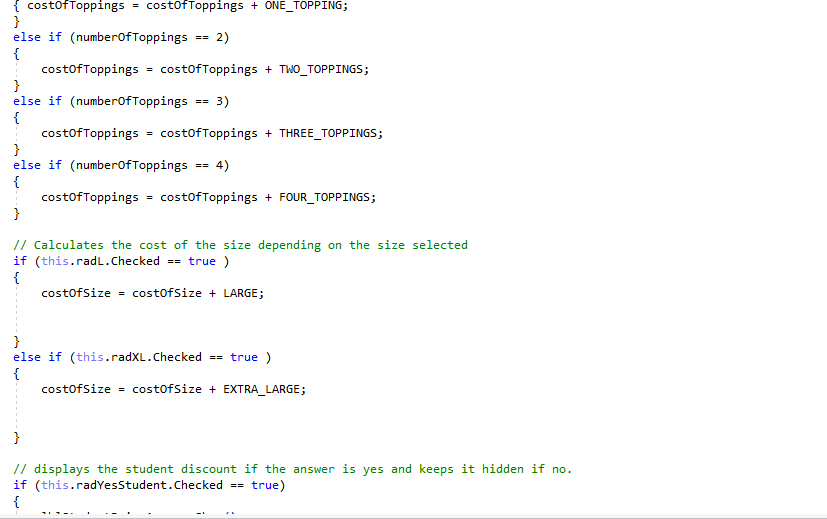 { costOfToppings = costOfToppings + ONE_TOPPING;
}
else if (numberOfToppings == 2)
{
costOfToppings = costOfToppings + TWO_TOPPINGS;
}
else if (numberOfToppings == 3)
{
costOfToppings = costOfToppings + THREE_TOPPINGS;
}
else if (numberOfToppings == 4)
{
costOfToppings = costOfToppings + FOUR_TOPPINGS;
}
// Calculates the cost of the size depending on the size selected
if (this.radL.Checked == true )
{
costOfSize = costOfSize + LARGE;
}
else if (this.radXL.Checked == true )
{
costOfSize = costOfSize + EXTRA_LARGE;
}
// displays the student discount if the answer is yes and keeps it hidden if no.
if (this.radYesStudent.Checked == true)
{